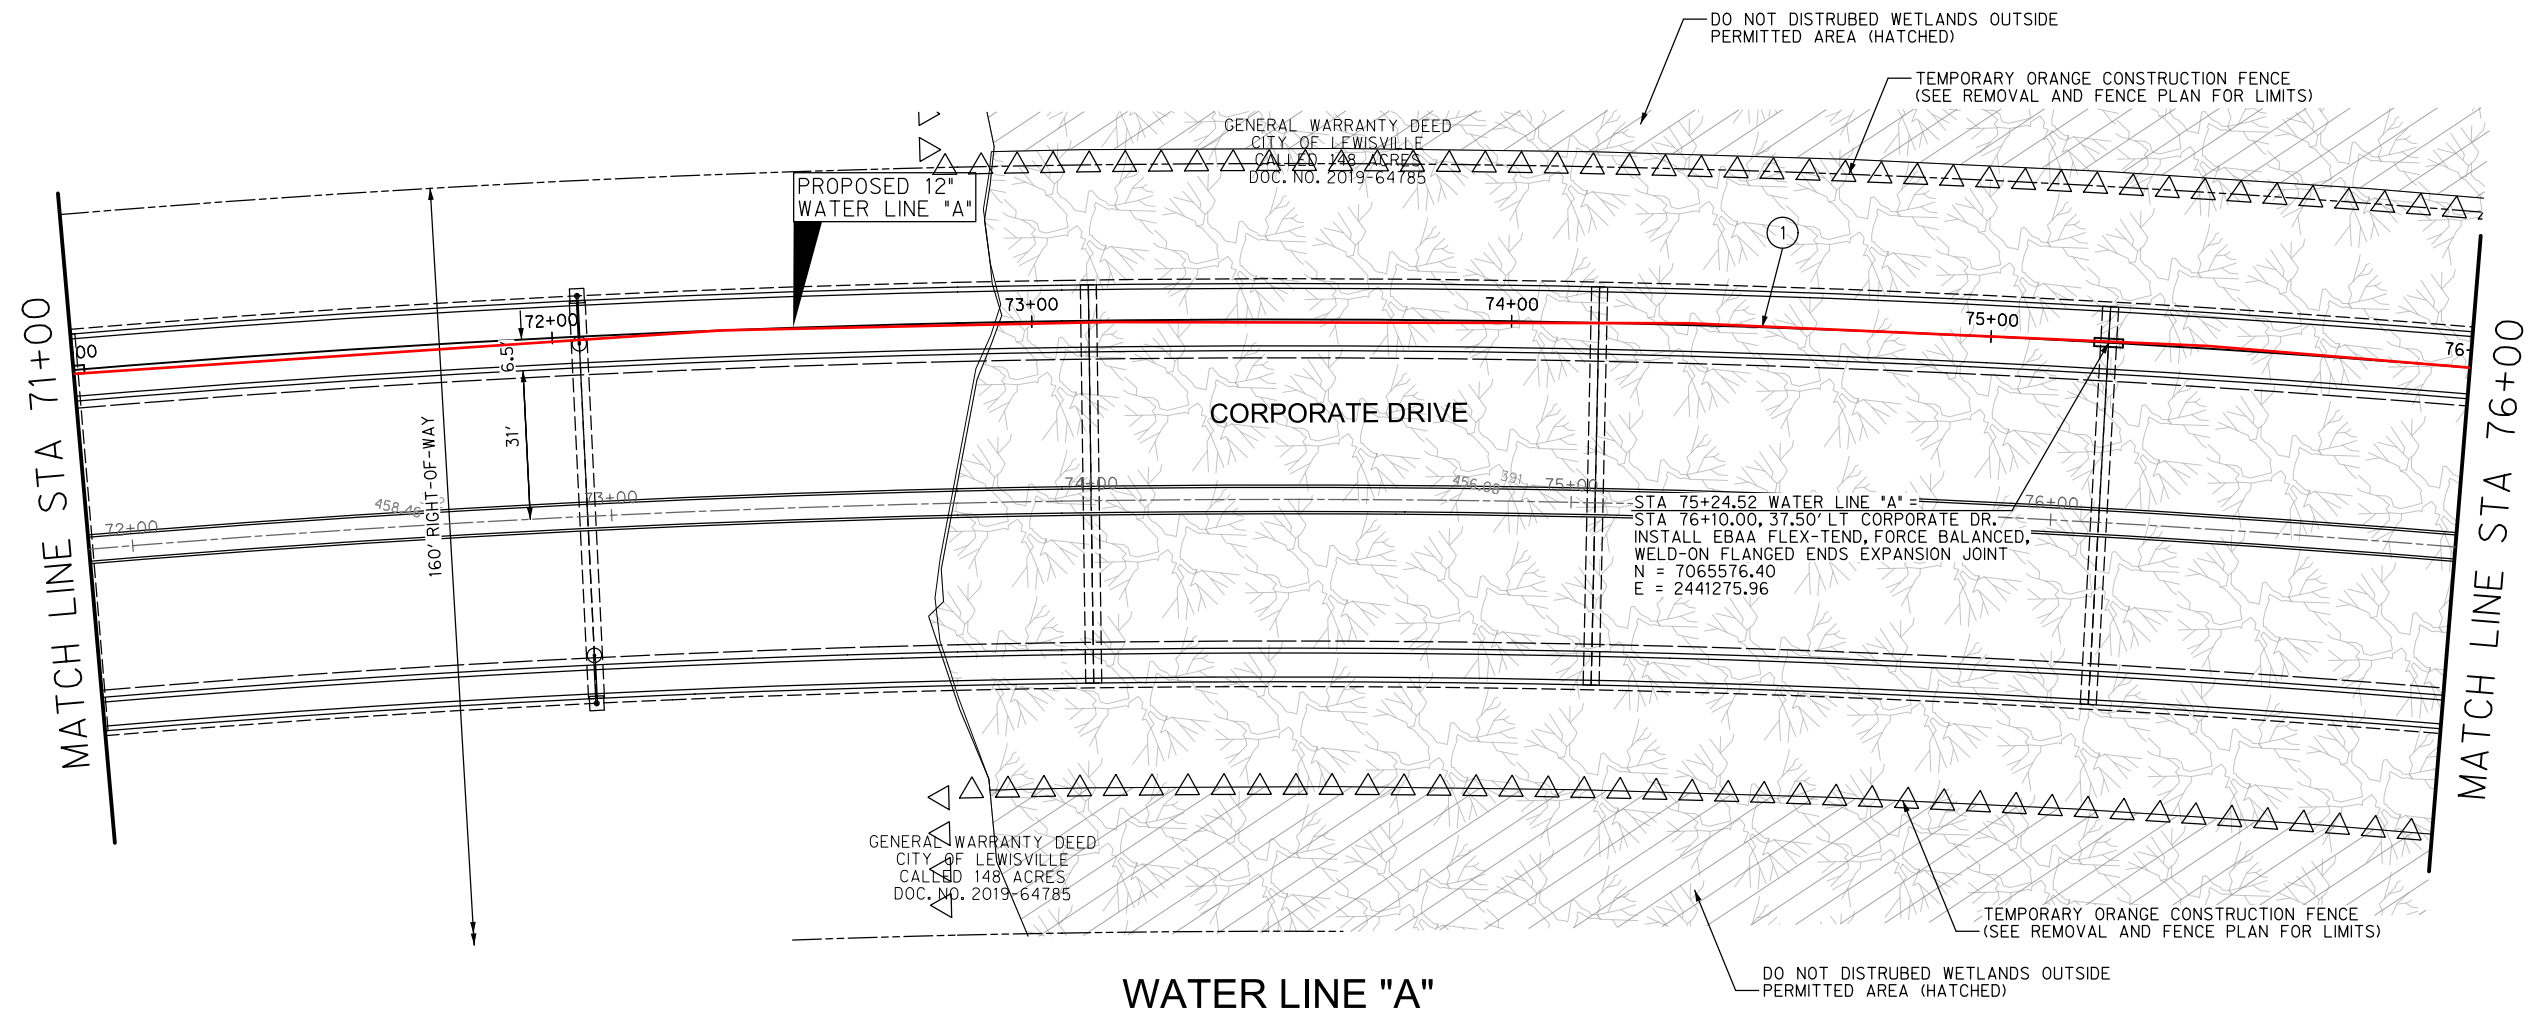 DO NOT DISTRUBED WETLANDS OUTSIDE
PERMITTED AREA (HATCHED)
TEMPORARY ORANGE CONSTRUCTION FENCE
(SEE REMOVAL AND FENCE PLAN FOR LIMITS)
GENERAL WARRANTY DEED
CITY OF LEWISVILLE
CALLED 148 ACRES
DOC. NO. 2019-64785
PROPOSED 12"
WATER LINE "A"
1
MATCH LINE STA 71+00
00
72+00
73+00
74+00
75+00
76+
MATCH LINE STA 76+00
6.5'
31'
160' RIGHT-OF-WAY
CORPORATE DRIVE
72+00
458.46
73+00
74+00
456.96
391
75+00
76+00
STA 75+24.52 WATER LINE "A" =
STA 76+10.00, 37.50' LT CORPORATE DR.
INSTALL EBAA FLEX-TEND, FORCE BALANCED,
WELD-ON FLANGED ENDS EXPANSION JOINT
N = 7065576.40
E = 2441275.96
GENERAL WARRANTY DEED
CITY OF LEWISVILLE
CALLED 148 ACRES
DOC. NO. 2019-64785
TEMPORARY ORANGE CONSTRUCTION FENCE
(SEE REMOVAL AND FENCE PLAN FOR LIMITS)
DO NOT DISTRUBED WETLANDS OUTSIDE
PERMITTED AREA (HATCHED)
WATER LINE "A"